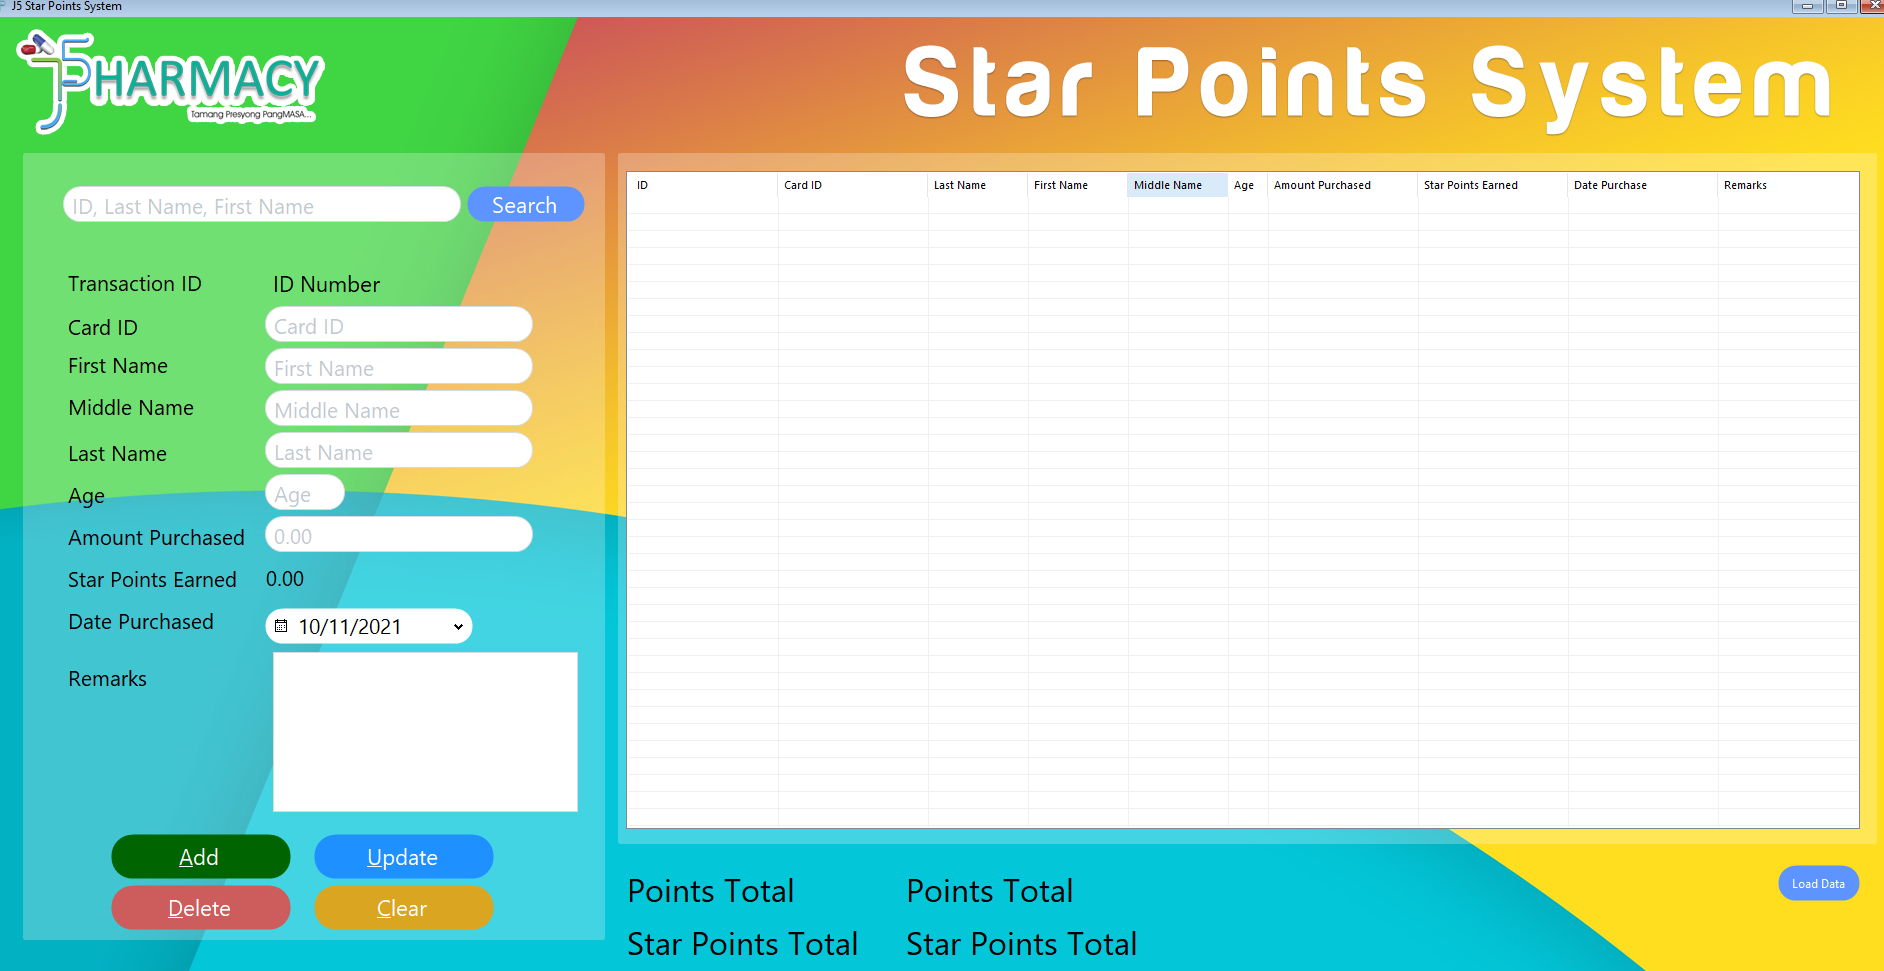 J5 Star Points System
J5 PHARMACY
Tamang Presyong PangMASA...
Star Points System
ID, Last Name, First Name
Search
Transaction ID ID Number
Card ID Card ID
First Name First Name
Middle Name Middle Name
Last Name Last Name
Age Age
Amount Purchased 0.00
Star Points Earned 0.00
Date Purchased 10/11/2021
Remarks
Add Update
Delete Clear
ID Card ID Last Name First Name Middle Name Age Amount Purchased Star Points Earned Date Purchase Remarks
Points Total Points Total
Star Points Total Star Points Total
Load Data